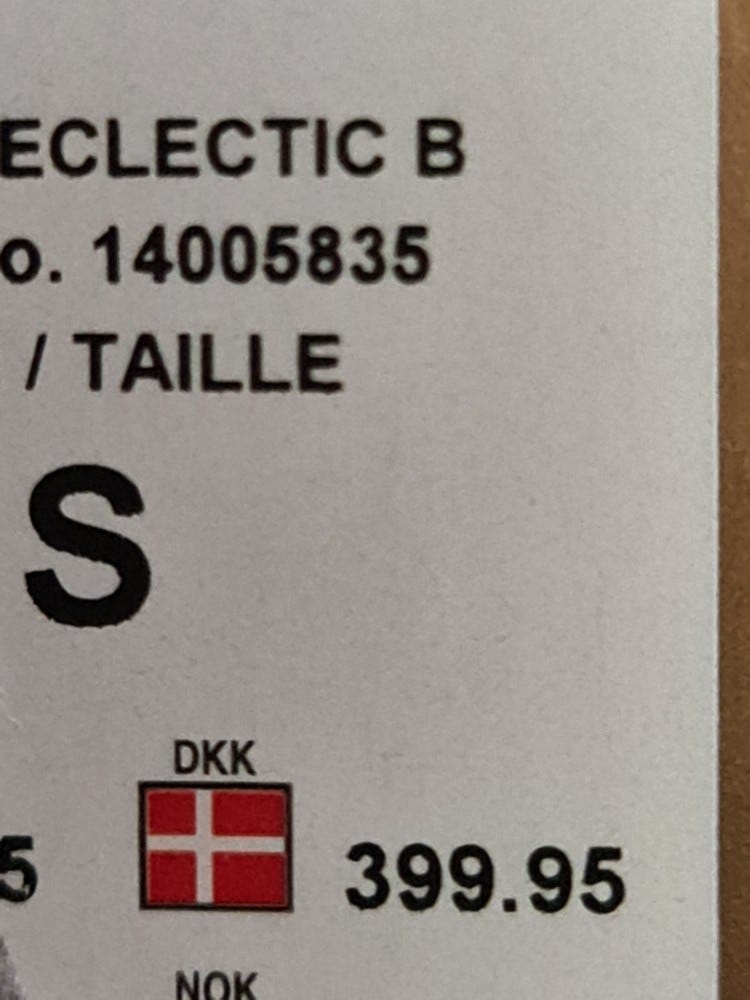 ECLECTIC B
o. 14005835
/ TAILLE
S
DKK
5 399.95
NOK